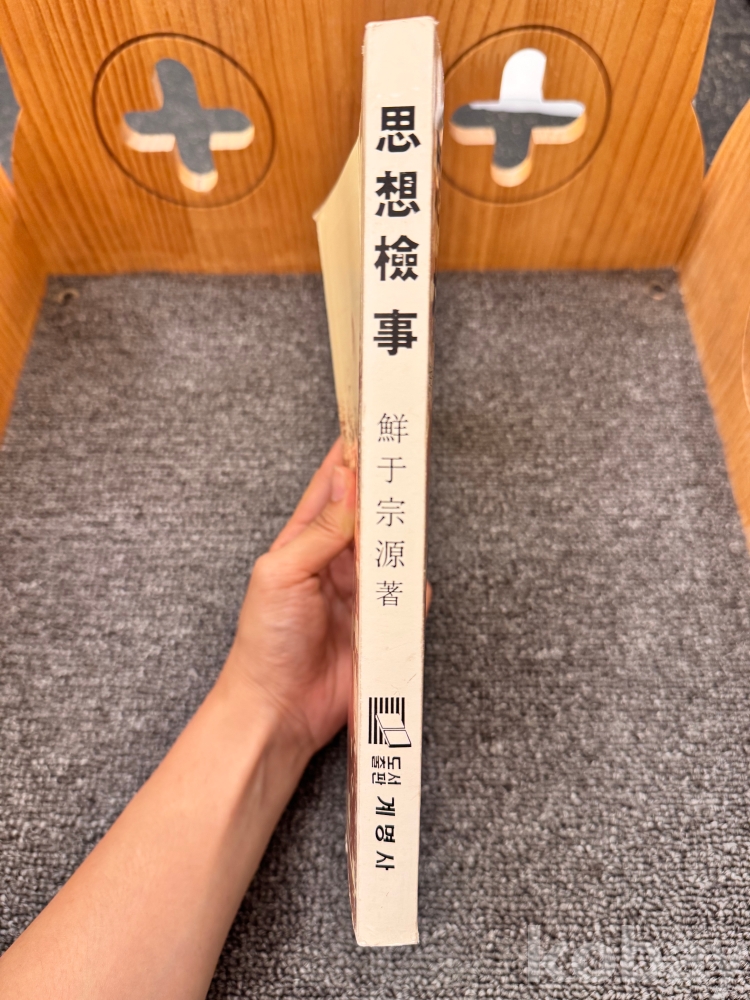 思想檢事
鮮于宗源 著
도서출판
계명사